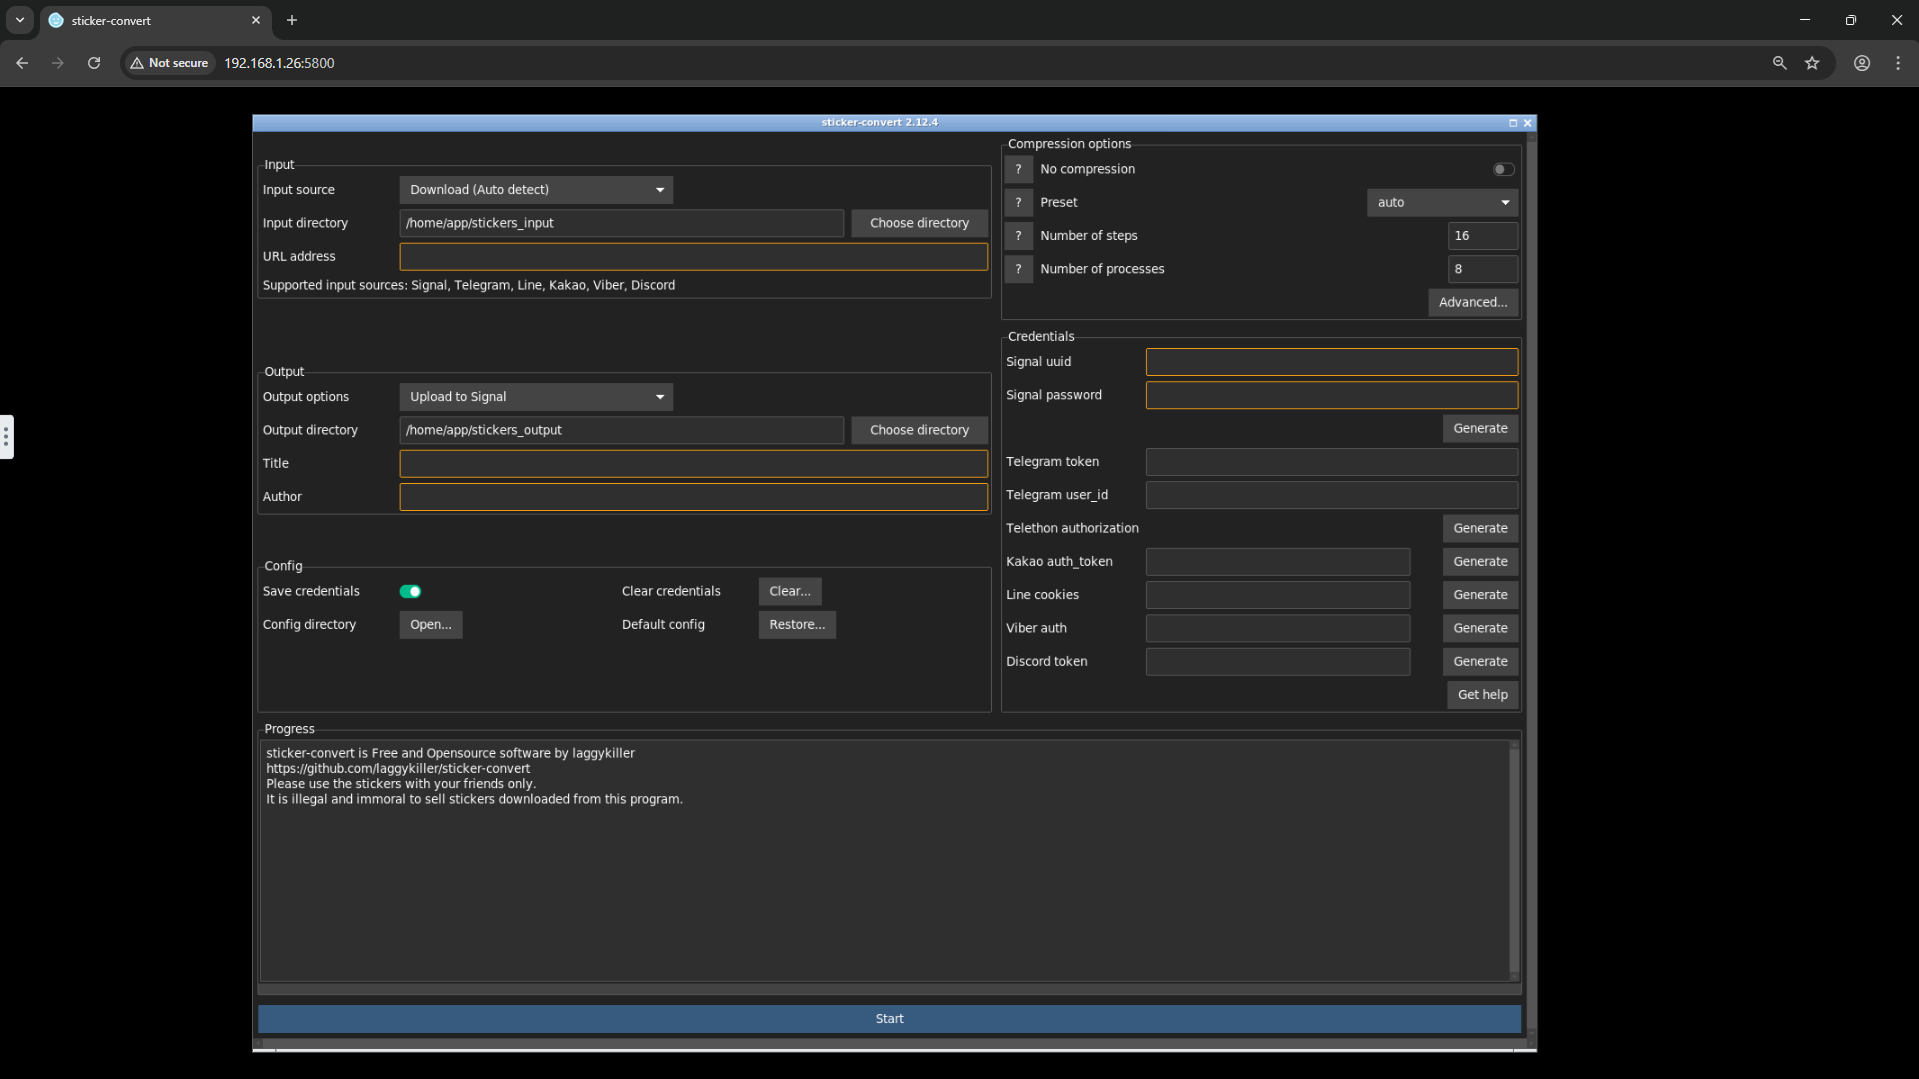 sticker-convert
Not secure
192.168.1.26:5800
sticker-convert 2.12.4
Input
Input source
Download (Auto detect)
Input directory
/home/app/stickers_input
Choose directory
URL address
Supported input sources: Signal, Telegram, Line, Kakao, Viber, Discord
Output
Output options
Upload to Signal
Output directory
/home/app/stickers_output
Choose directory
Title
Author
Config
Save credentials
Clear credentials
Clear...
Config directory
Open...
Default config
Restore...
Compression options
? No compression
? Preset
auto
? Number of steps
16
? Number of processes
8
Advanced...
Credentials
Signal uuid
Signal password
Generate
Telegram token
Telegram user_id
Telethon authorization
Generate
Kakao auth_token
Generate
Line cookies
Generate
Viber auth
Generate
Discord token
Generate
Get help
Progress
sticker-convert is Free and Opensource software by laggykiller
https://github.com/laggykiller/sticker-convert
Please use the stickers with your friends only.
It is illegal and immoral to sell stickers downloaded from this program.
Start